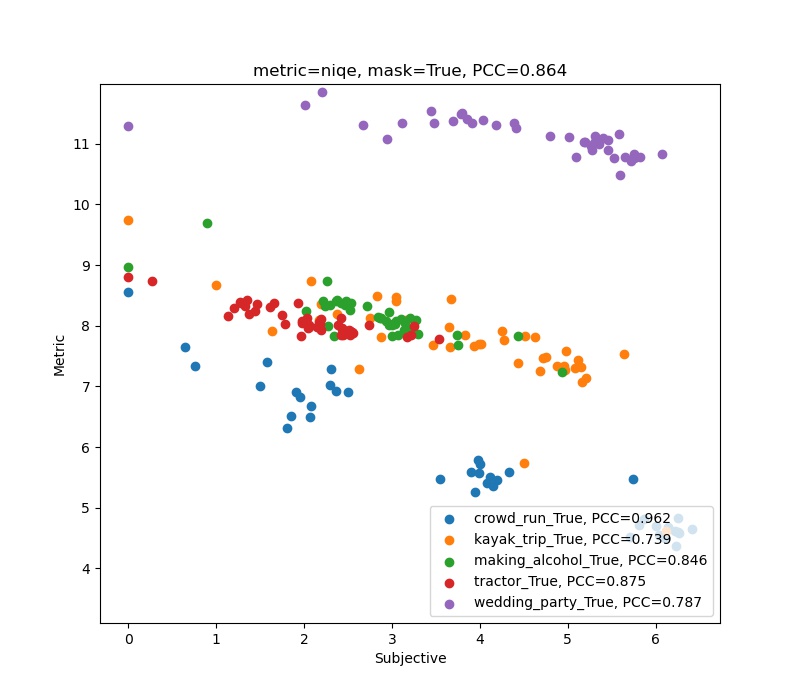 metric=niqe, mask=True, PCC=0.864
11
10
9
8
7
6
5
4
Metric
crowd_run_True, PCC=0.962
kayak_trip_True, PCC=0.739
making_alcohol_True, PCC=0.846
tractor_True, PCC=0.875
wedding_party_True, PCC=0.787
0 1 2 3 4 5 6
Subjective